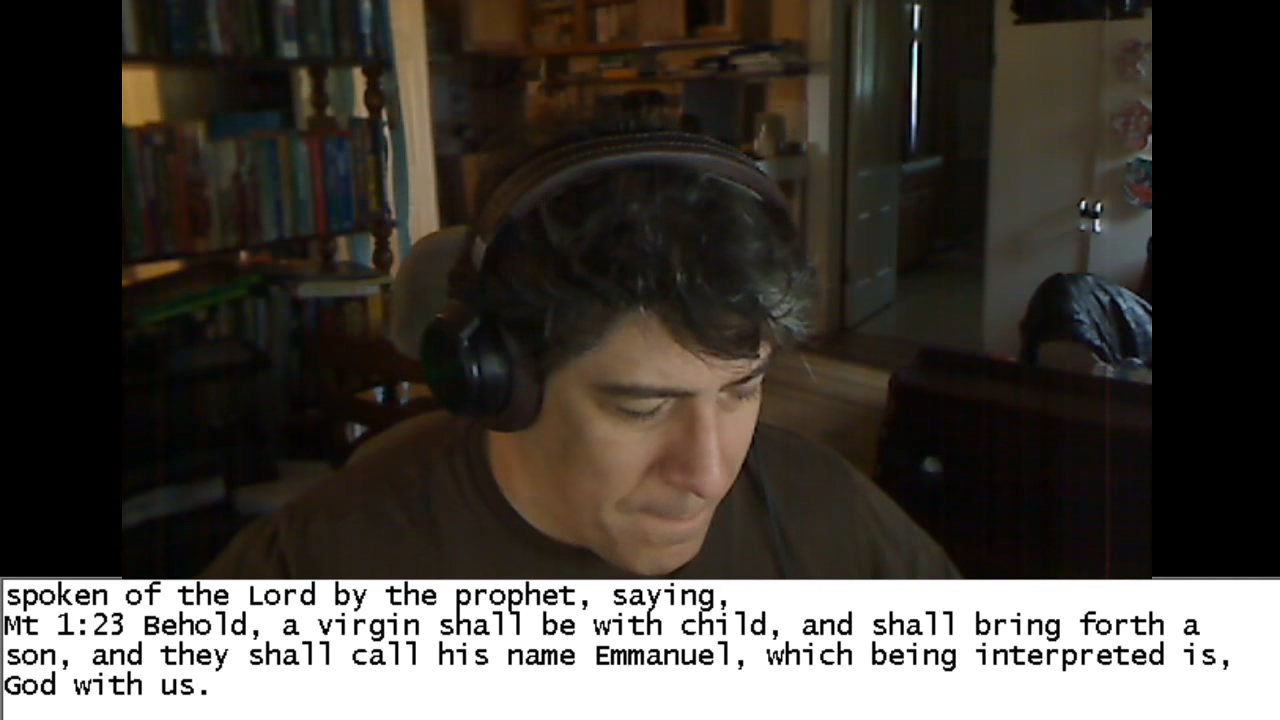 spoken of the Lord by the prophet, saying,
Mt 1:23 Behold, a virgin shall be with child, and shall bring forth a
son, and they shall call his name Emmanuel, which being interpreted is,
God with us.